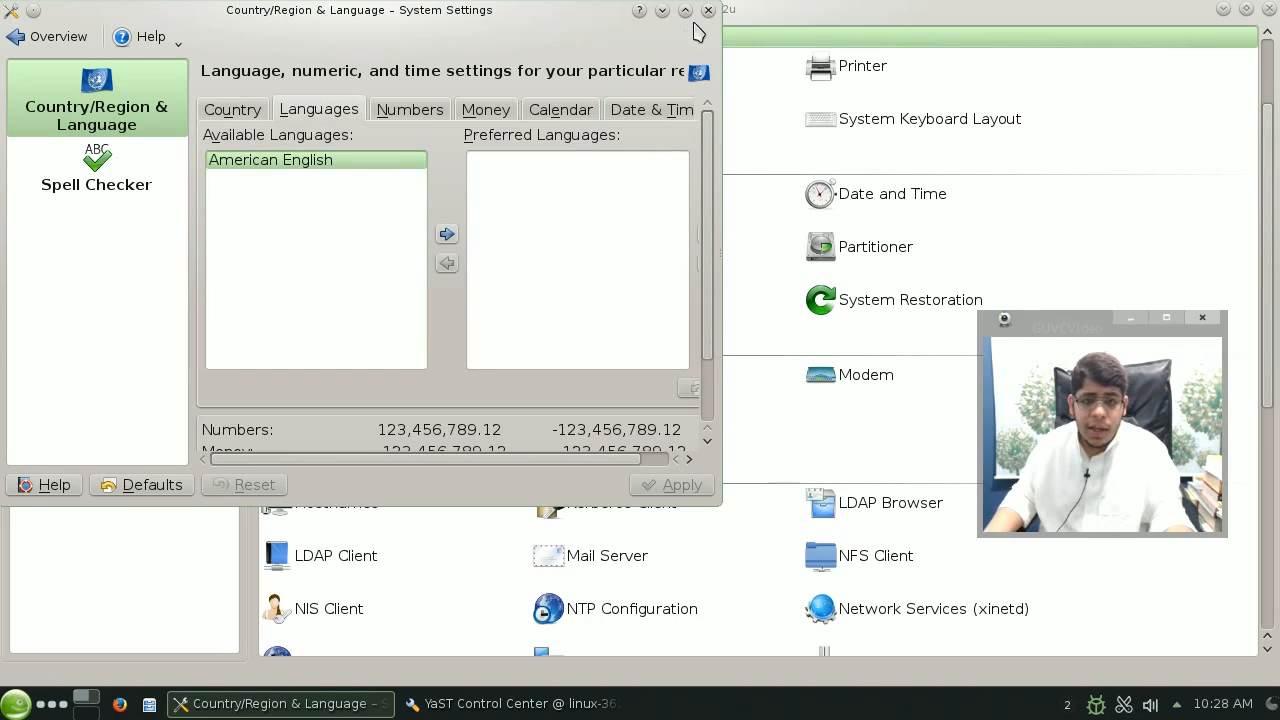 Country/Region & Language – System Settings
2u
Overview
Help
Language, numeric, and time settings for your particular re
Country/Region &
Language
ABC
Spell Checker
Country
Languages
Numbers
Money
Calendar
Date & Tim
Available Languages:
Preferred Languages:
American English
Numbers:
123,456,789.12
-123,456,789.12
Help
Defaults
Reset
Apply
Printer
System Keyboard Layout
Date and Time
Partitioner
System Restoration
GUVCVideo
Modem
LDAP Browser
LDAP Client
Mail Server
NFS Client
NIS Client
NTP Configuration
Network Services (xinetd)
Country/Region & Language – S
YaST Control Center @ linux-36
2
10:28 AM